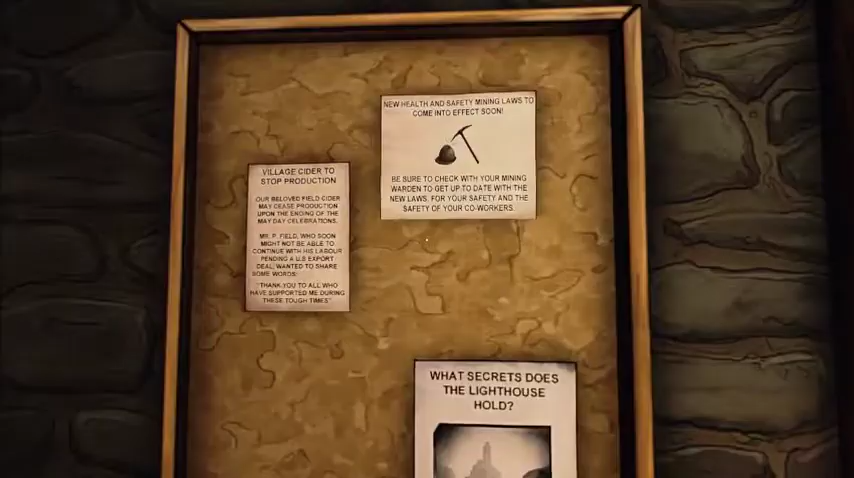 NEW HEALTH AND SAFETY MINING LAWS TO
COME INTO EFFECT SOON!
BE SURE TO CHECK WITH YOUR MINING
WARDEN TO GET UP TO DATE WITH THE
NEW LAWS, FOR YOUR SAFETY AND THE
SAFETY OF YOUR CO-WORKERS.
VILLAGE CIDER TO
STOP PRODUCTION
OUR BELOVED FIELD CIDER
MAY CEASE PRODUCTION
UPON THE ENDING OF THE
MAY DAY CELEBRATIONS.
MR. P. FIELD, WHO SOON
MIGHT NOT BE ABLE TO
CONTINUE WITH HIS LABOUR
PENDING A U.S EXPORT
DEAL, WANTED TO SHARE
SOME WORDS:
"THANK YOU TO ALL WHO
HAVE SUPPORTED ME DURING
THESE TOUGH TIMES"
WHAT SECRETS DOES
THE LIGHTHOUSE
HOLD?